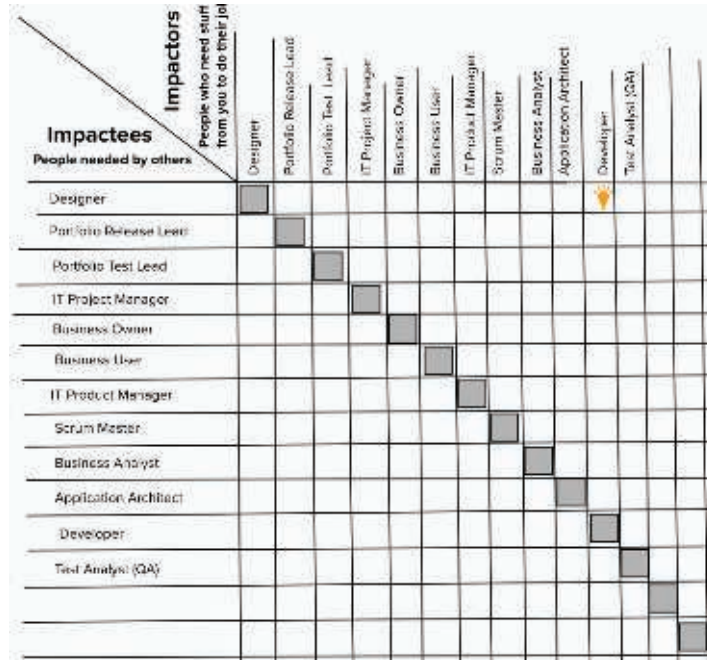 Impactors
People who need stuff
from you to do their job
Impactees
People needed by others
Designer
Portfolio Release Lead
Portfolio Test Lead
IT Project Manager
Business Owner
Business User
IT Product Manager
Scrum Master
Business Analyst
Application Architect
Developer
Test Analyst (QA)
Designer
Portfolio Release Lead
Portfolio Test Lead
IT Project Manager
Business Owner
Business User
IT Product Manager
Scrum Master
Business Analyst
Application Architect
Developer
Test Analyst (QA)